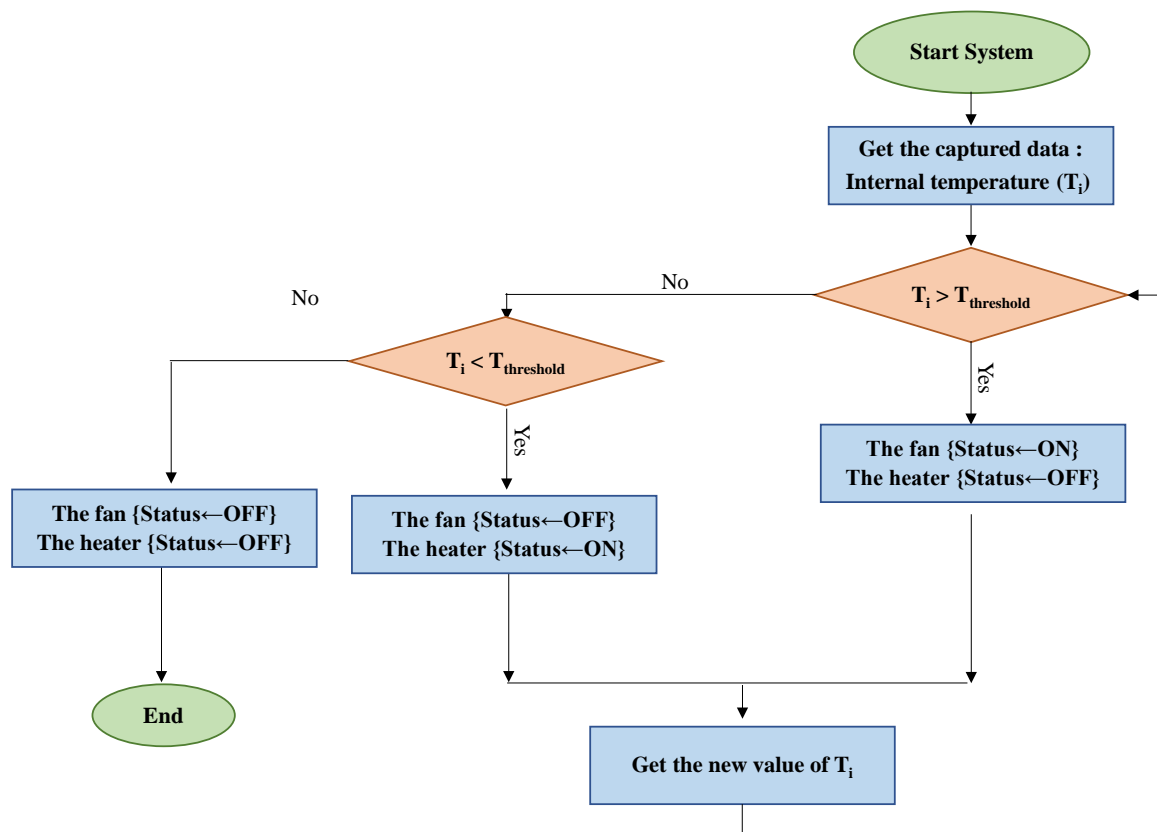 Start System
Get the captured data :
Internal temperature (Tᵢ)
Tᵢ > T_threshold
No
No
Tᵢ < T_threshold
Yes
Yes
The fan {Status←ON}
The heater {Status←OFF}
The fan {Status←OFF}
The heater {Status←OFF}
The fan {Status←OFF}
The heater {Status←ON}
End
Get the new value of Tᵢ